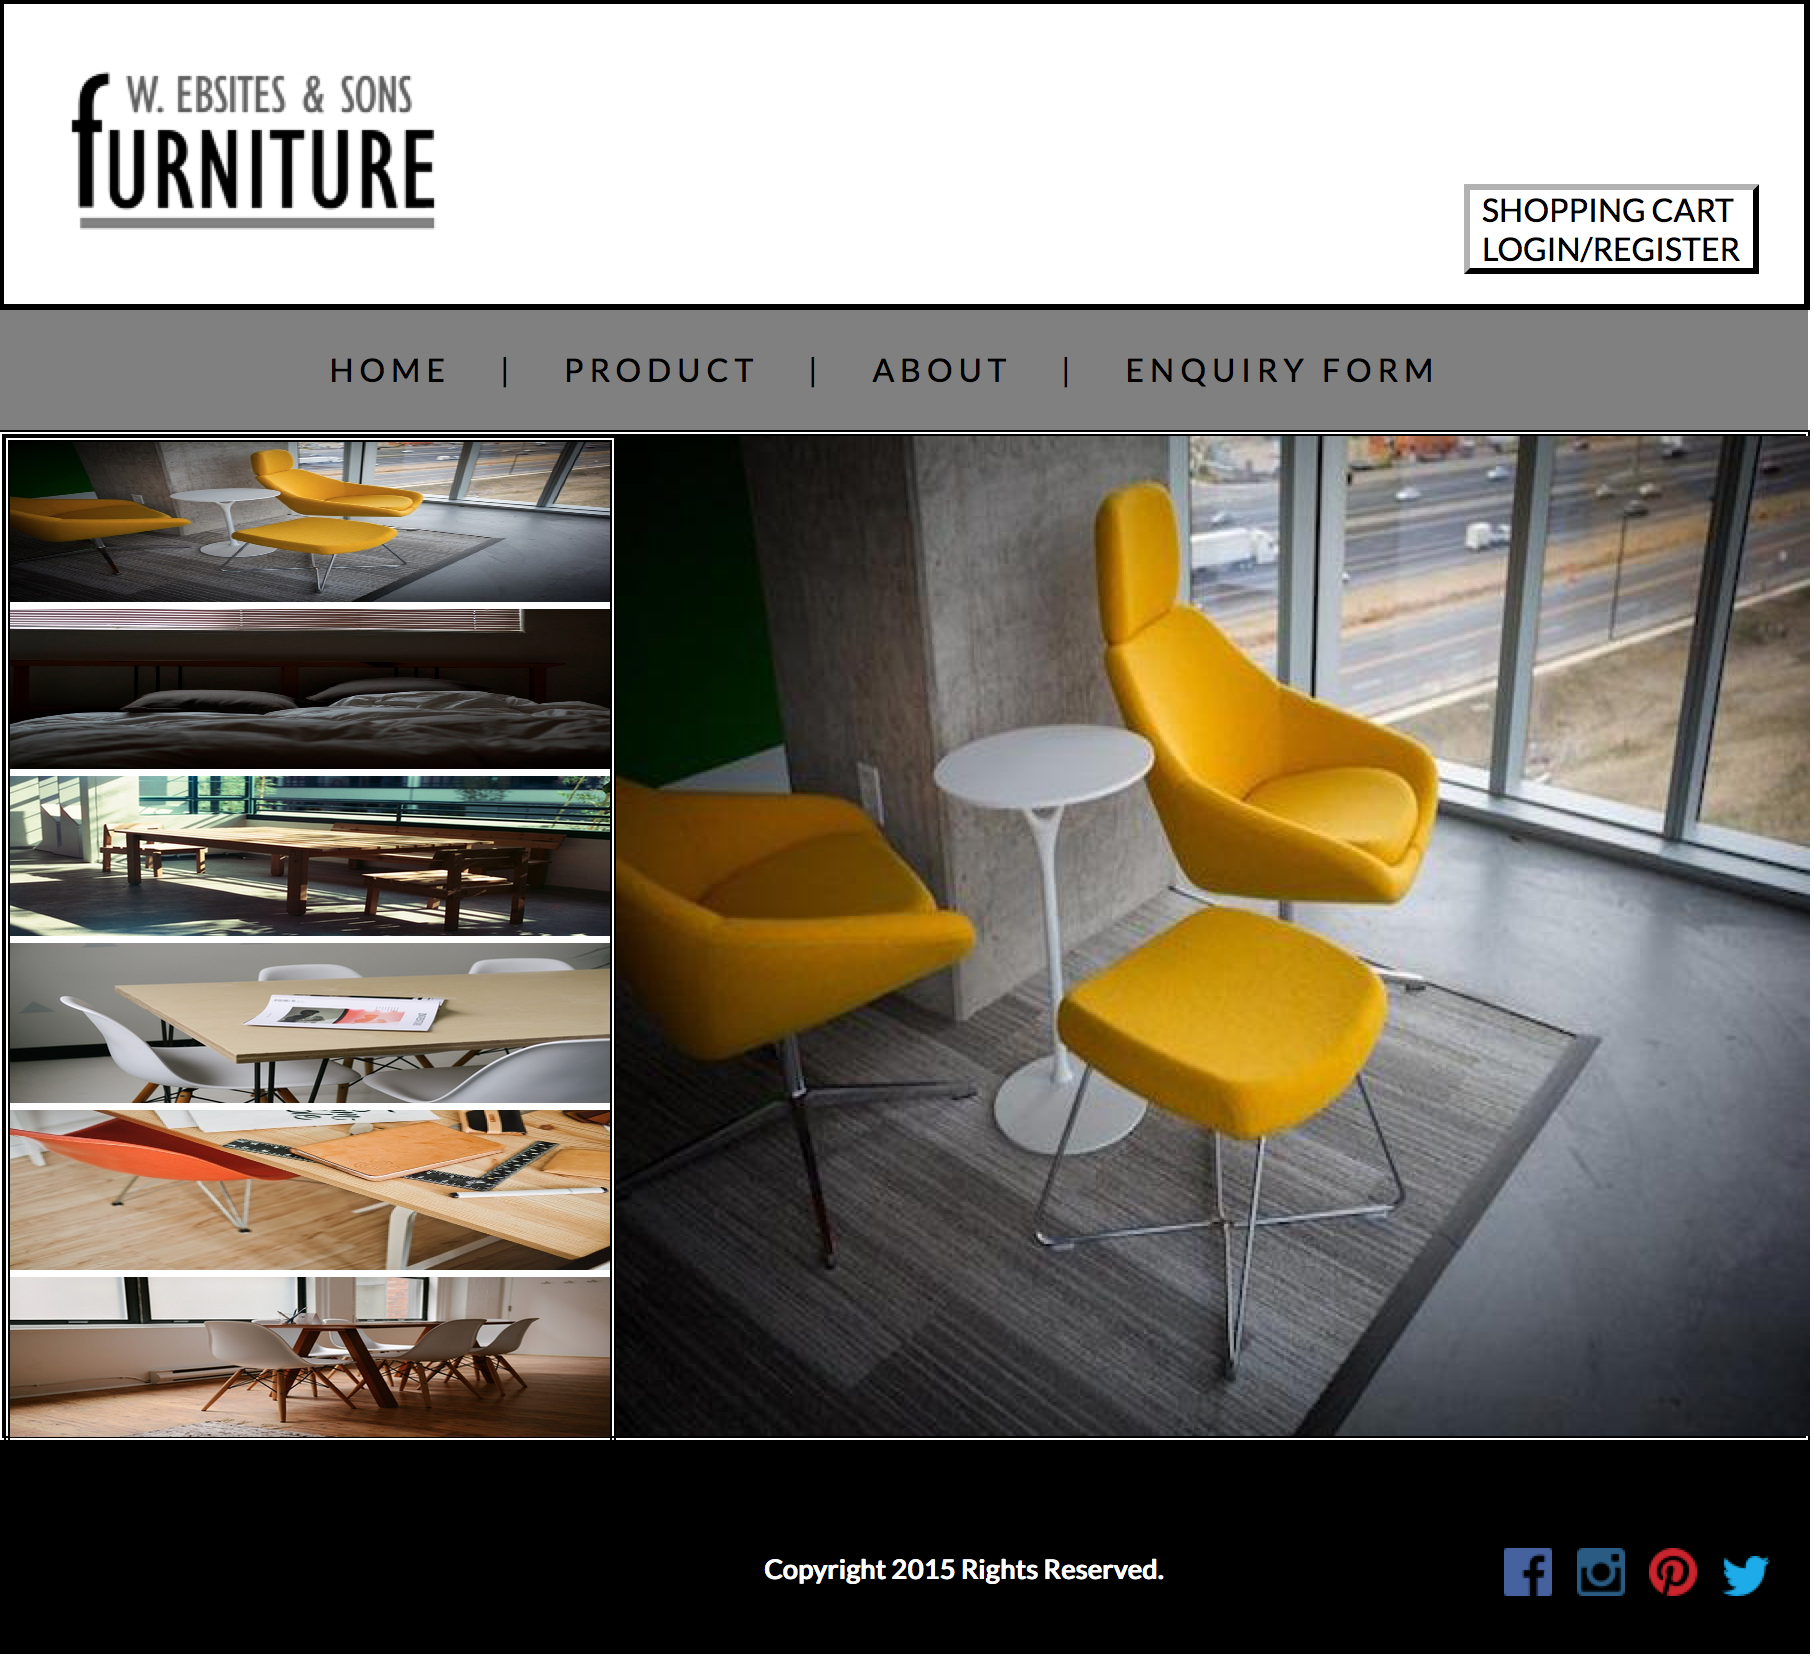 W. EBSITES & SONS
fURNITURE
SHOPPING CART
LOGIN/REGISTER
HOME | PRODUCT | ABOUT | ENQUIRY FORM
Copyright 2015 Rights Reserved.